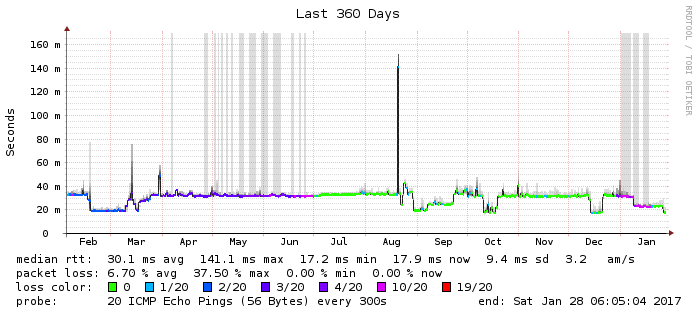 Last 360 Days
RRDTOOL / TOBI OETIKER
Seconds
160 m
140 m
120 m
100 m
80 m
60 m
40 m
20 m
0
Feb Mar Apr May Jun Jul Aug Sep Oct Nov Dec Jan
median rtt: 30.1 ms avg 141.1 ms max 17.2 ms min 17.9 ms now 9.4 ms sd 3.2 am/s
packet loss: 6.70 % avg 37.50 % max 0.00 % min 0.00 % now
loss color: 0 1/20 2/20 3/20 4/20 10/20 19/20
probe: 20 ICMP Echo Pings (56 Bytes) every 300s end: Sat Jan 28 06:05:04 2017